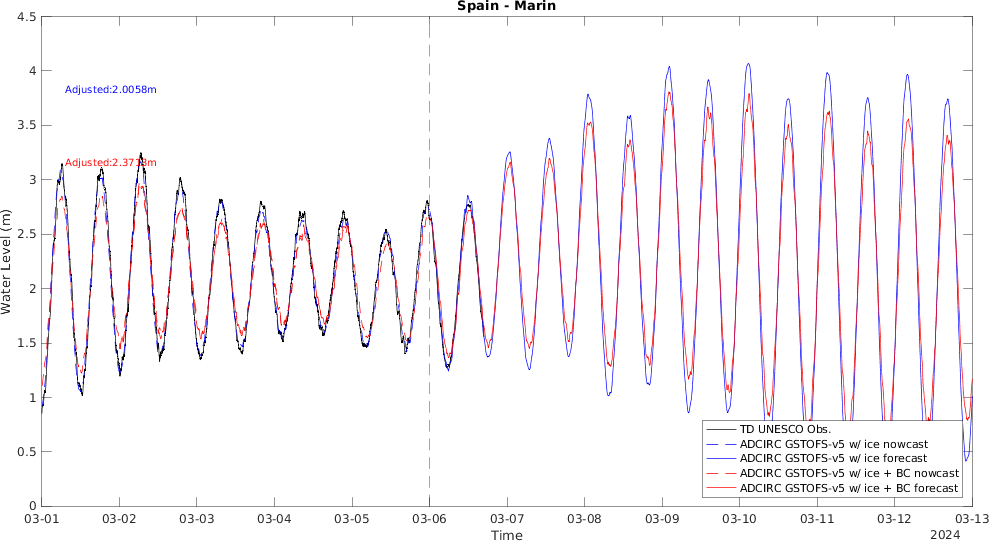 Spain - Marin
Water Level (m)
4.5
4
3.5
3
2.5
2
1.5
1
0.5
0
Adjusted:2.0058m
TD UNESCO Obs.
ADCIRC GSTOFS-v5 w/ ice nowcast
ADCIRC GSTOFS-v5 w/ ice forecast
ADCIRC GSTOFS-v5 w/ ice + BC nowcast
ADCIRC GSTOFS-v5 w/ ice + BC forecast
03-01 03-02 03-03 03-04 03-05 03-06 03-07 03-08 03-09 03-10 03-11 03-12 03-13
Time
2024